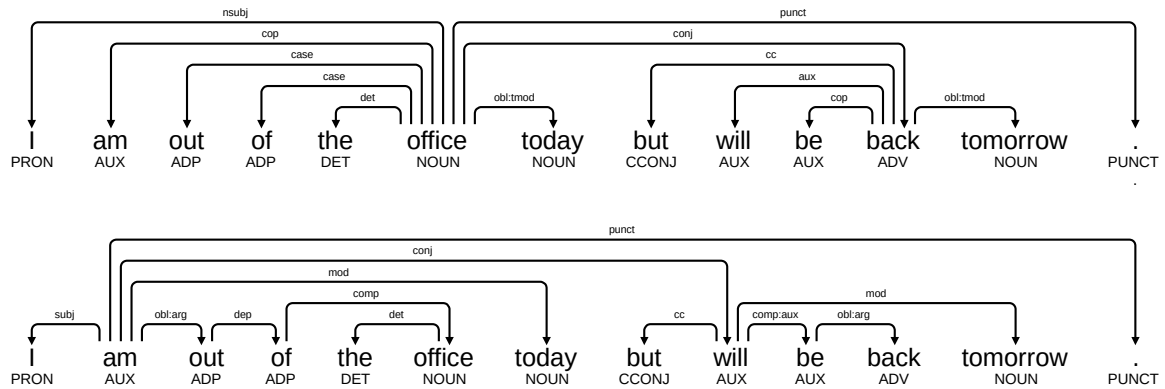 nsubj punct
cop conj
case cc
case aux
det obl:tmod cop obl:tmod
I am out of the office today but will be back tomorrow .
PRON AUX ADP ADP DET NOUN NOUN CCONJ AUX AUX ADV NOUN PUNCT
.
punct
conj
mod
comp mod
subj obl:arg dep det cc comp:aux obl:arg
I am out of the office today but will be back tomorrow .
PRON AUX ADP ADP DET NOUN NOUN CCONJ AUX AUX ADV NOUN PUNCT